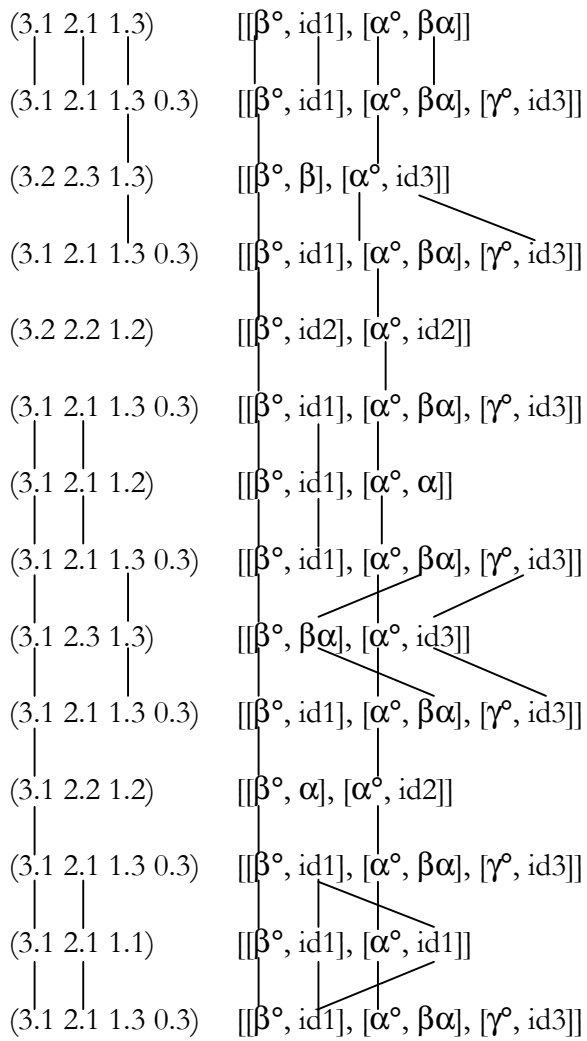 (3.1 2.1 1.3) [[β°, id1], [α°, βα]]
(3.1 2.1 1.3 0.3) [[β°, id1], [α°, βα], [γ°, id3]]
(3.2 2.3 1.3) [[β°, β], [α°, id3]]
(3.1 2.1 1.3 0.3) [[β°, id1], [α°, βα], [γ°, id3]]
(3.2 2.2 1.2) [[β°, id2], [α°, id2]]
(3.1 2.1 1.3 0.3) [[β°, id1], [α°, βα], [γ°, id3]]
(3.1 2.1 1.2) [[β°, id1], [α°, α]]
(3.1 2.1 1.3 0.3) [[β°, id1], [α°, βα], [γ°, id3]]
(3.1 2.3 1.3) [[β°, βα], [α°, id3]]
(3.1 2.1 1.3 0.3) [[β°, id1], [α°, βα], [γ°, id3]]
(3.1 2.2 1.2) [[β°, α], [α°, id2]]
(3.1 2.1 1.3 0.3) [[β°, id1], [α°, βα], [γ°, id3]]
(3.1 2.1 1.1) [[β°, id1], [α°, id1]]
(3.1 2.1 1.3 0.3) [[β°, id1], [α°, βα], [γ°, id3]]